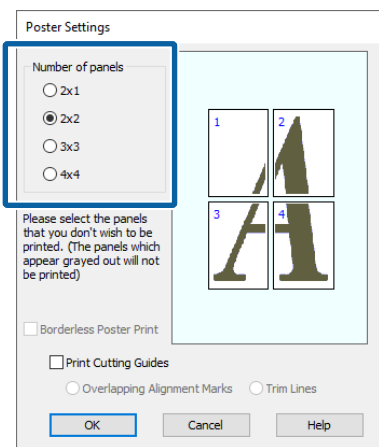 Poster Settings
Number of panels
2x1
2x2
3x3
4x4
1
2
3
4
Please select the panels
that you don't wish to be
printed. (The panels which
appear grayed out will not
be printed)
Borderless Poster Print
Print Cutting Guides
Overlapping Alignment Marks
Trim Lines
OK
Cancel
Help